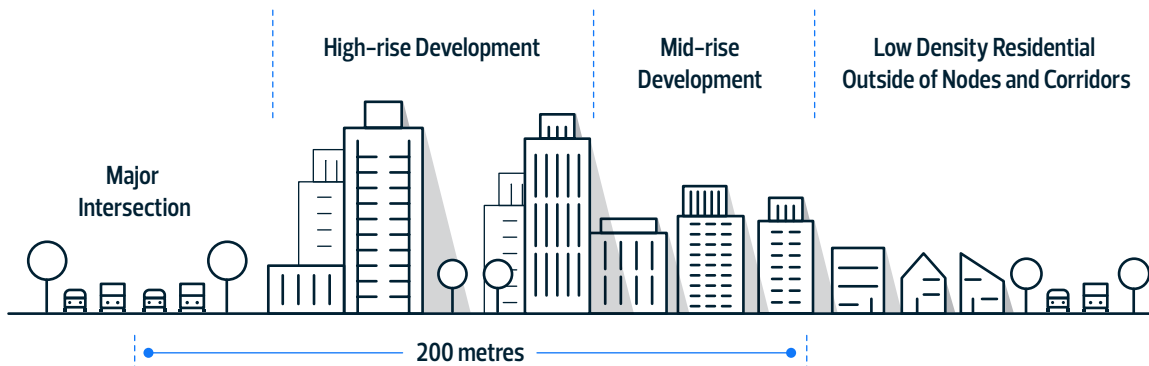 High-rise Development
Mid-rise
Development
Low Density Residential
Outside of Nodes and Corridors
Major
Intersection
200 metres